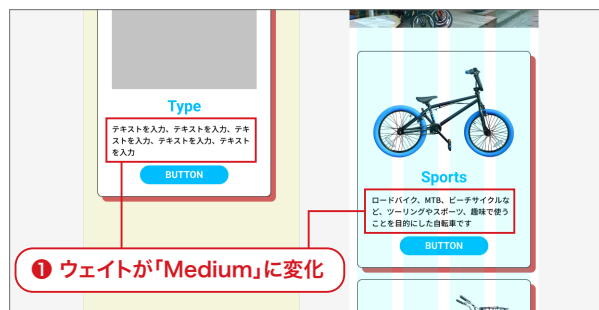 Type
テキストを入力、テキストを入力、テキ
ストを入力、テキストを入力、テキスト
を入力
BUTTON
Sports
ロードバイク、MTB、ビーチサイクルな
ど、ツーリングやスポーツ、趣味で使う
ことを目的にした自転車です
BUTTON
❶ ウェイトが「Medium」に変化